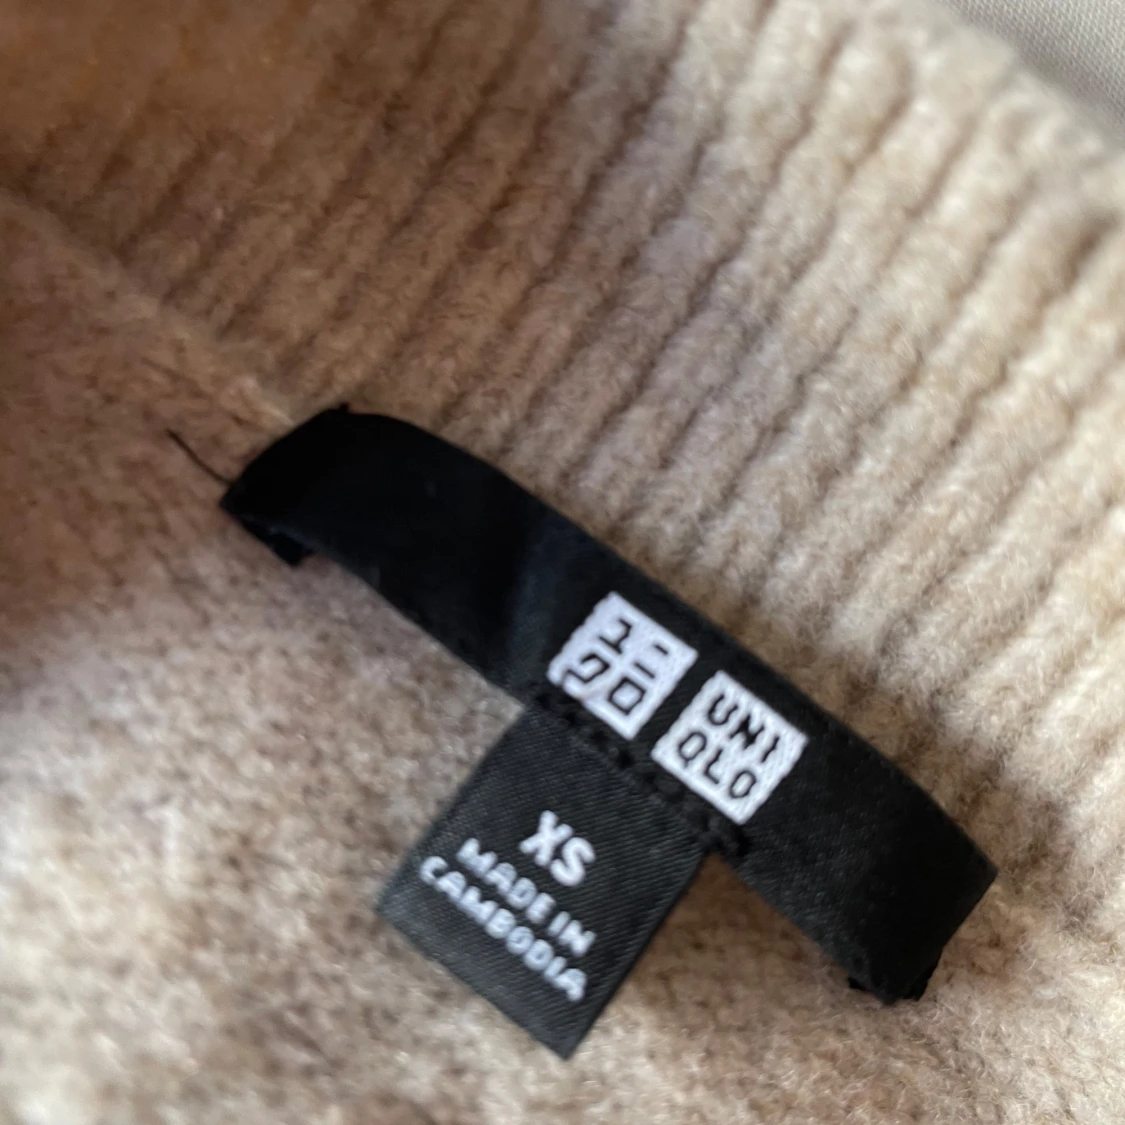 ユニ
クロ
UNI
QLO
XS
MADE IN
CAMBODIA